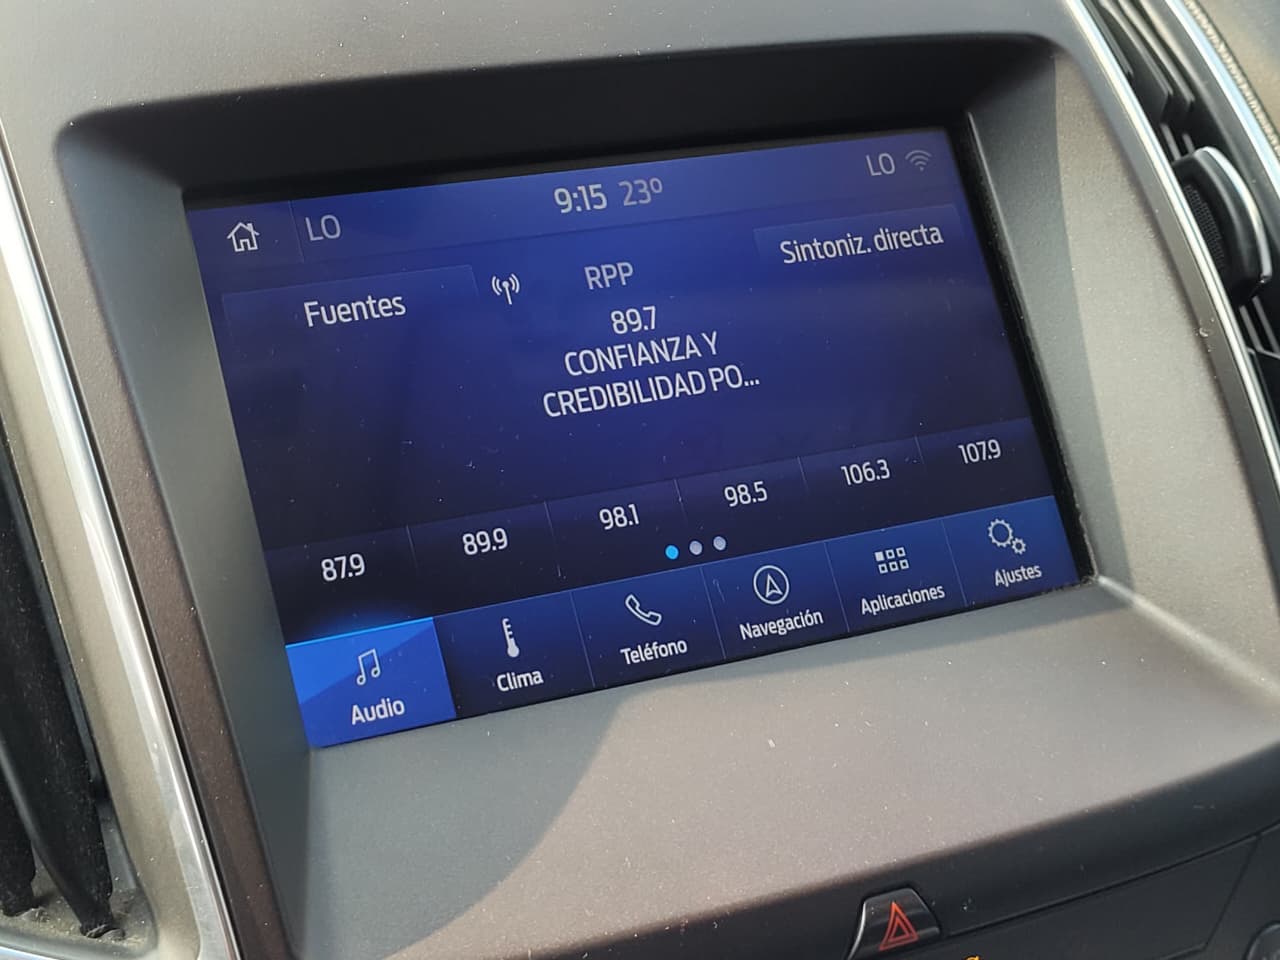 LO
9:15 23º
LO
Fuentes
RPP
Sintoniz. directa
89.7
CONFIANZA Y
CREDIBILIDAD PO...
87.9
89.9
98.1
98.5
106.3
107.9
Audio
Clima
Teléfono
Navegación
Aplicaciones
Ajustes